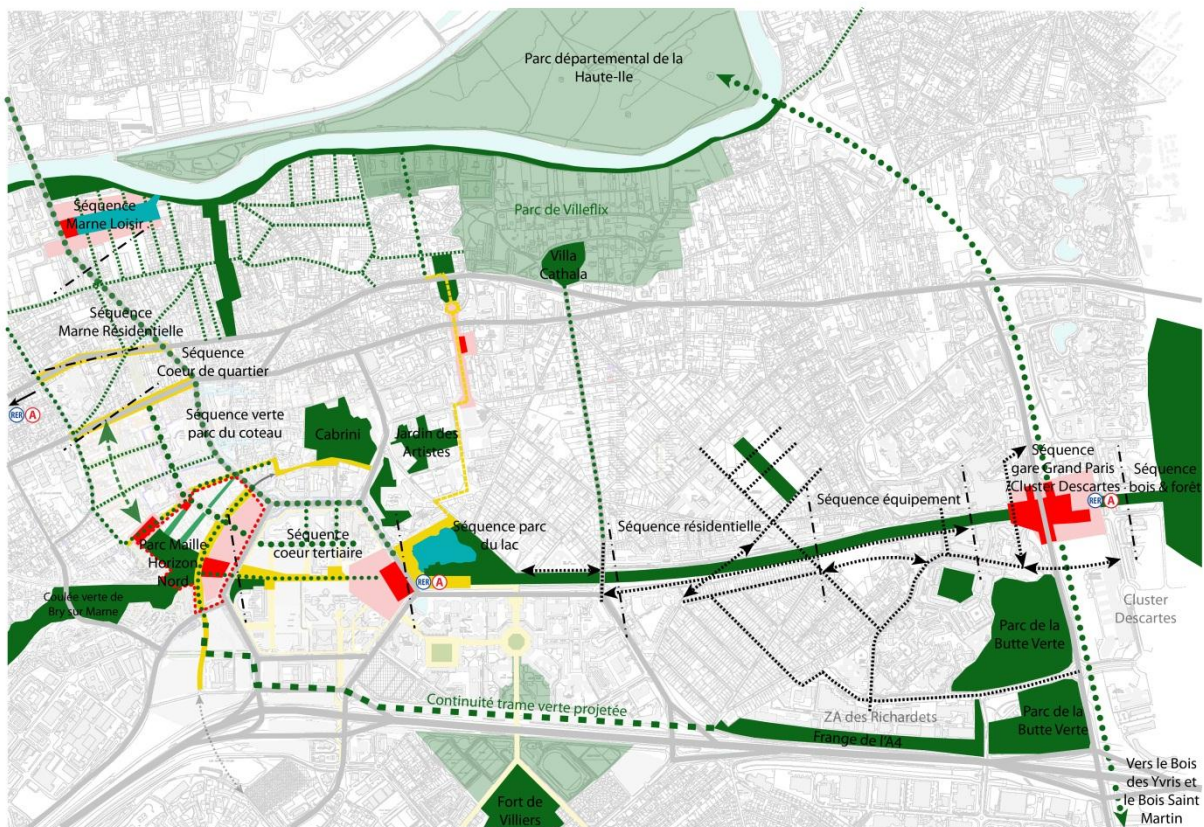 Parc départemental de la
Haute-Ile
Parc de Villeflix
Séquence
Marne Loisir
Villa
Cathala
Séquence
Marne Résidentielle
Séquence
Coeur de quartier
RER A
Séquence verte
parc du coteau
Cabrini
Jardin des
Artistes
Séquence
gare Grand Paris
Cluster Descartes
RER A
Séquence
bois & forêt
Séquence équipement
Séquence résidentielle
Séquence parc
du lac
Séquence
coeur tertiaire
Parc Maille
Horizon
Nord
RER A
Coulée verte de
Bry sur Marne
Cluster
Descartes
Parc de la
Butte Verte
Continuité trame verte projetée
ZA des Richardets
Parc de la
Butte Verte
Frange de l'A4
Fort de
Villiers
Vers le Bois
des Yvris et
le Bois Saint
Martin